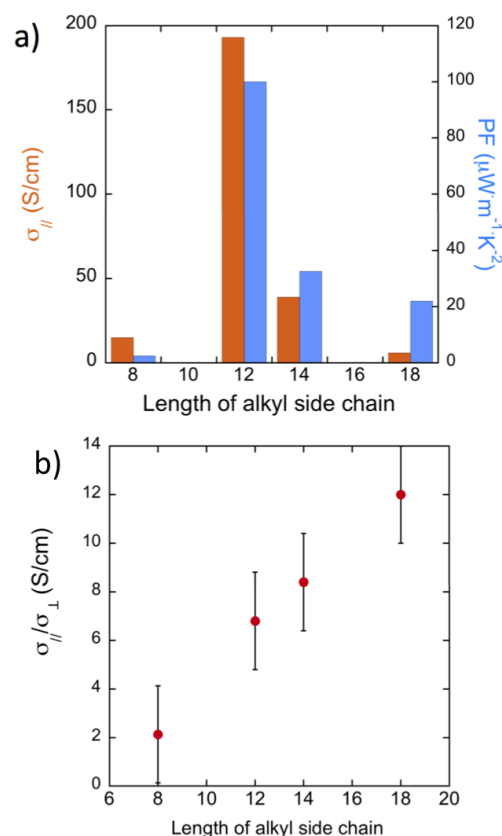 a)
200
150
100
50
0
σ// (S/cm)
120
100
80
60
40
20
0
PF (μW·m-1·K-2)
8 10 12 14 16 18
Length of alkyl side chain
b)
14
12
10
8
6
4
2
0
σ///σ⊥ (S/cm)
6 8 10 12 14 16 18 20
Length of alkyl side chain